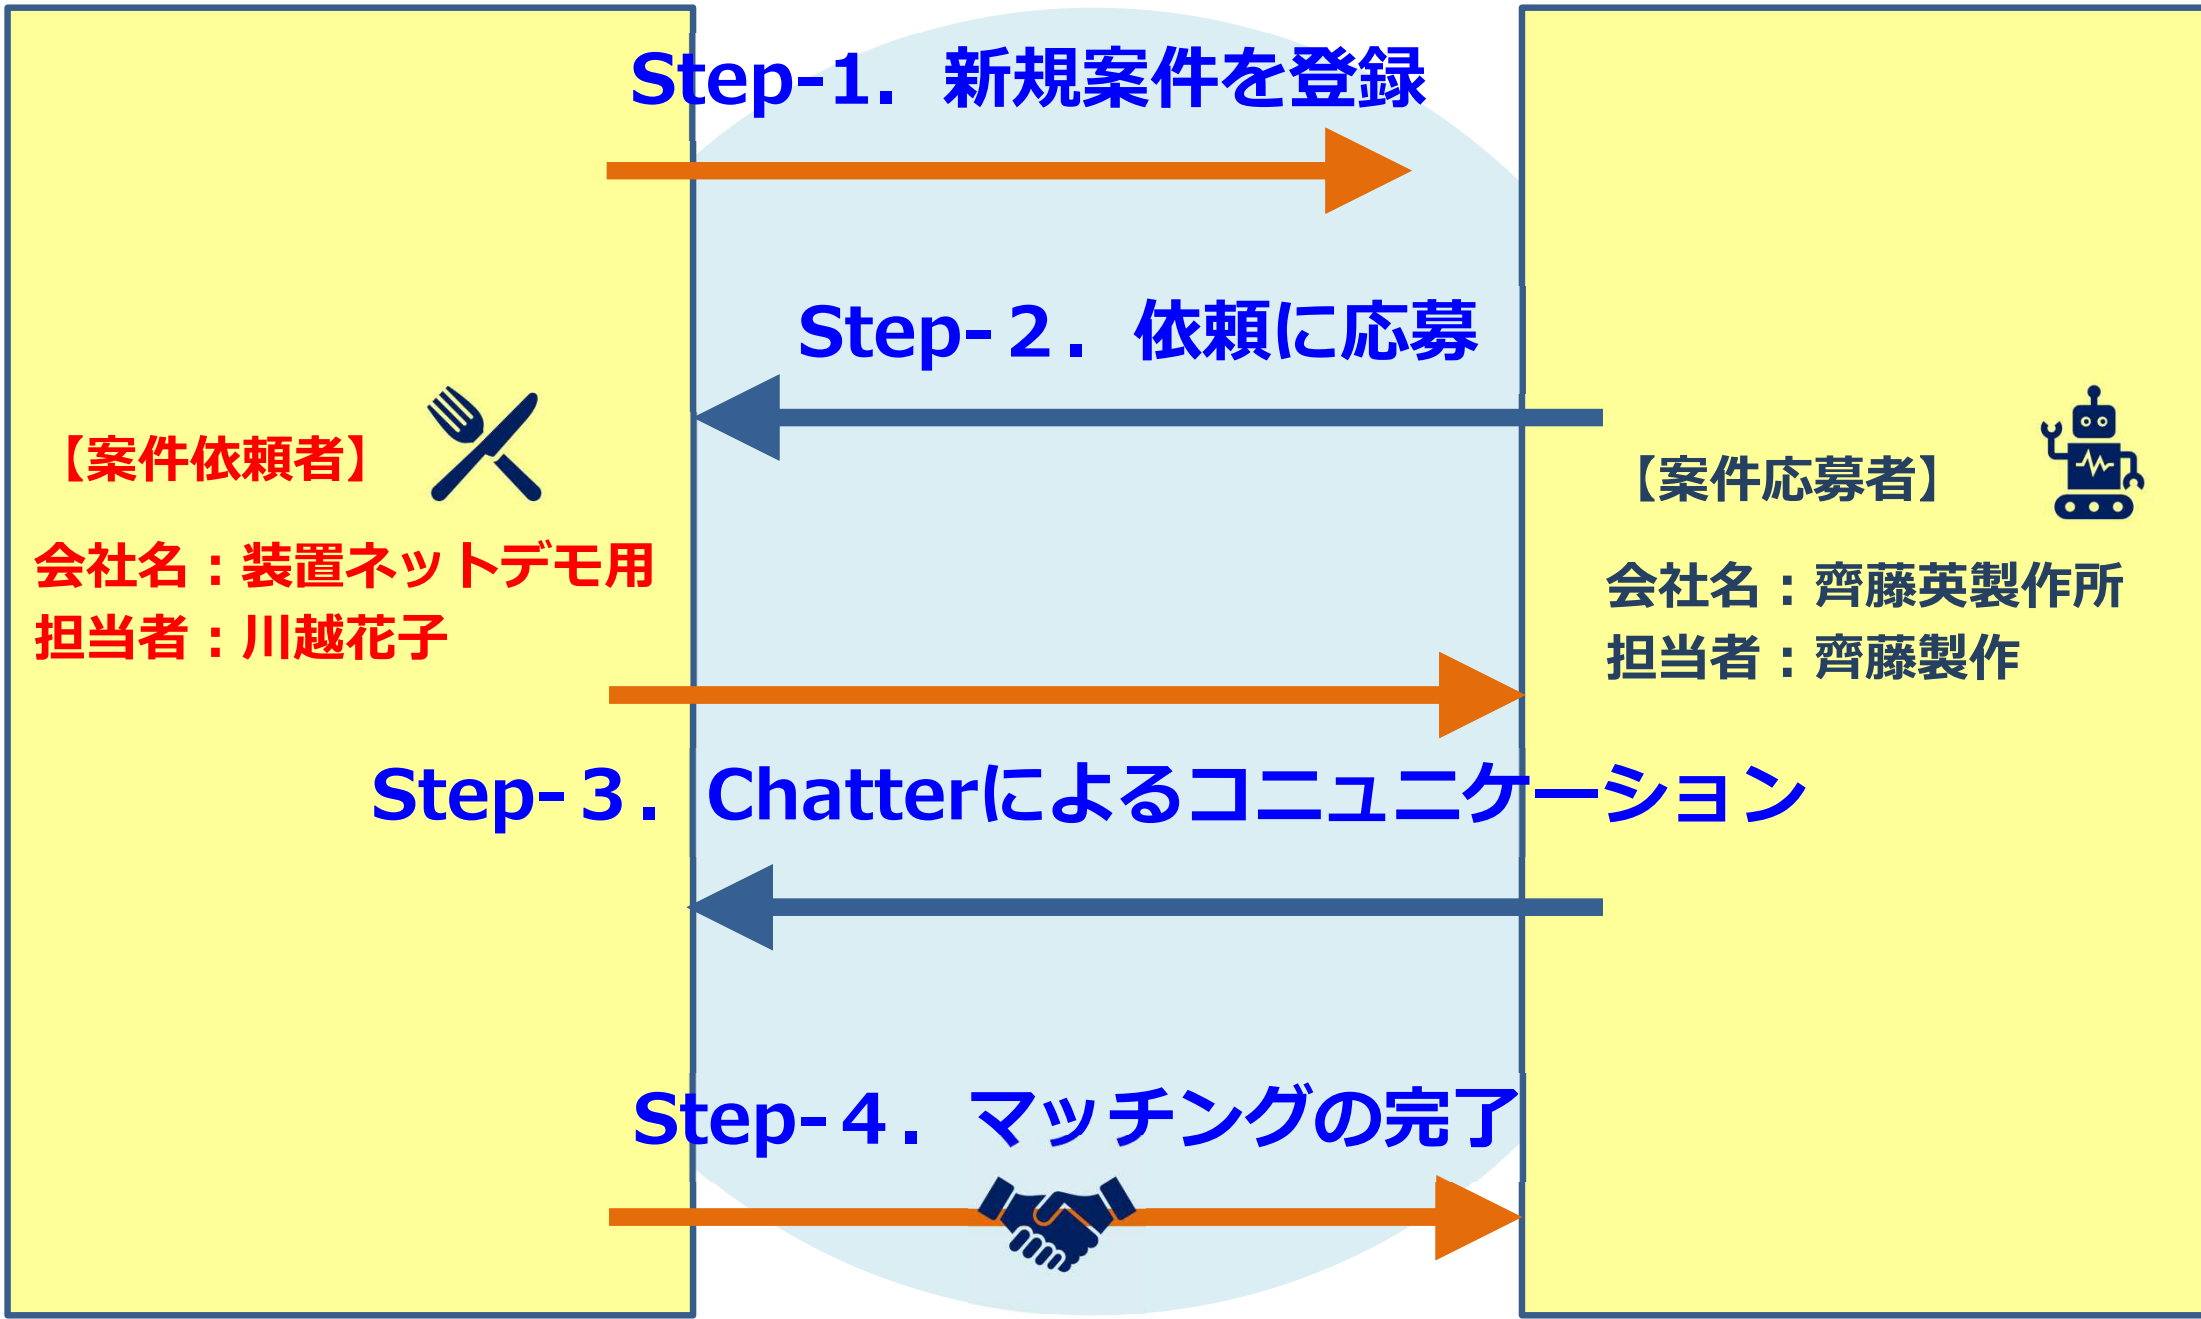 Step-1．新規案件を登録
Step-２．依頼に応募
【案件依頼者】
会社名：装置ネットデモ用
担当者：川越花子
【案件応募者】
会社名：齊藤英製作所
担当者：齊藤製作
Step-３．Chatterによるコニュニケーション
Step-４．マッチングの完了